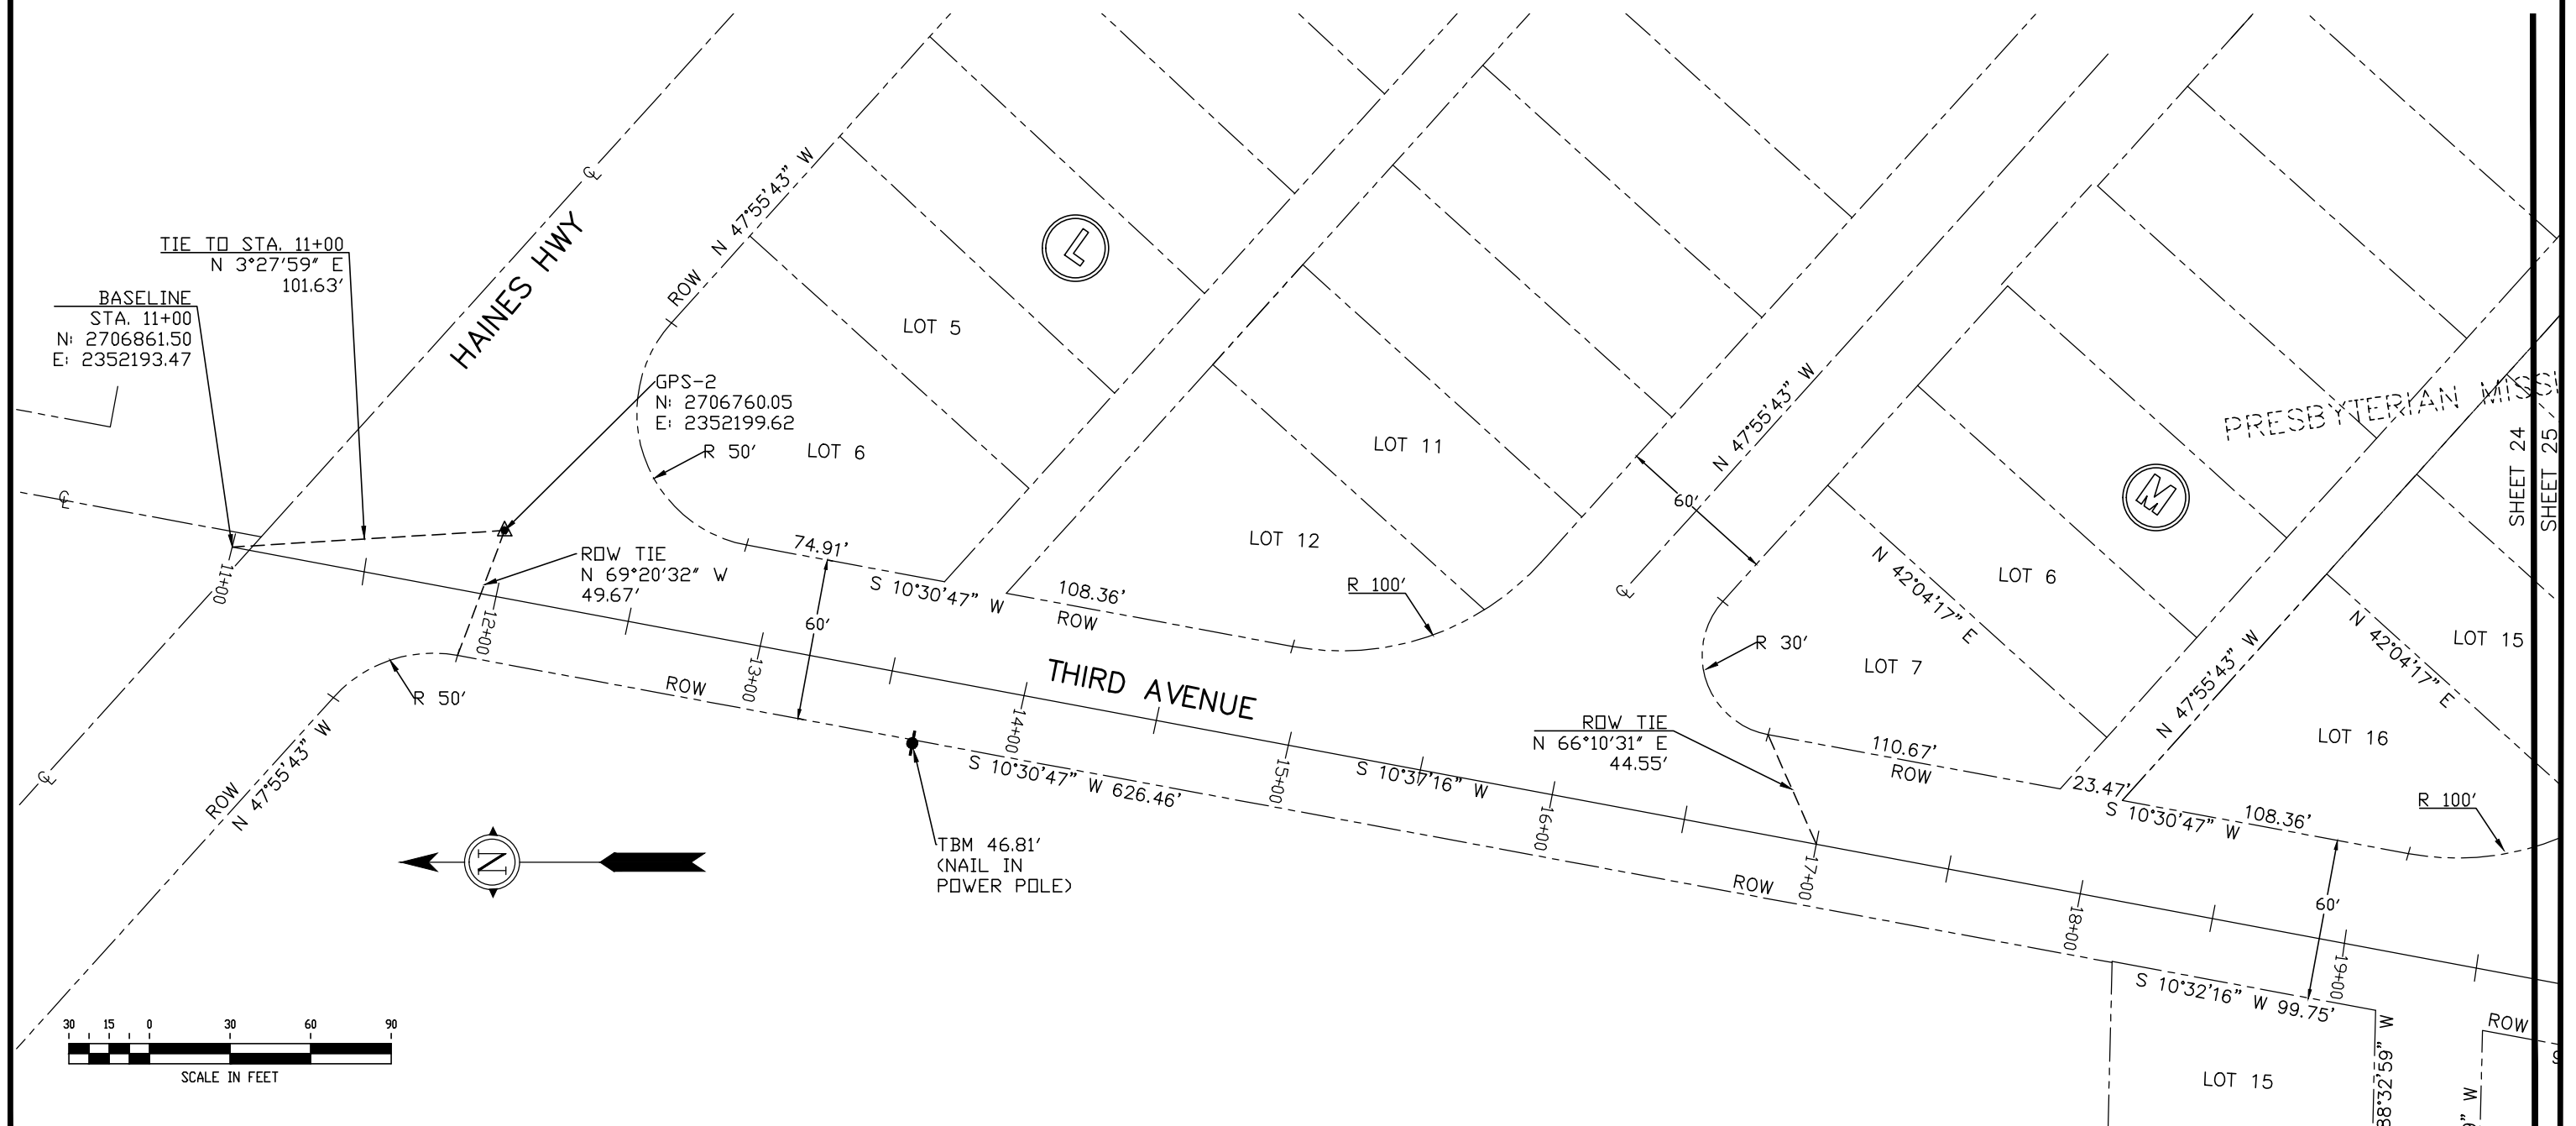 TIE TO STA. 11+00
N 3°27'59" E
101.63'
BASELINE
STA. 11+00
N: 2706861.50
E: 2352193.47
℄
HAINES HWY
℄
ROW
N 47°55'43" W
L
LOT 5
GPS-2
N: 2706760.05
E: 2352199.62
R 50'
LOT 6
ROW TIE
N 69°20'32" W
49.67'
11+00
12+00
13+00
14+00
15+00
16+00
17+00
18+00
19+00
74.91'
S 10°30'47" W
60'
108.36'
ROW
LOT 11
LOT 12
R 100'
THIRD AVENUE
ROW
R 50'
ROW
N 47°55'43" W
℄
N
TBM 46.81'
(NAIL IN
POWER POLE)
S 10°30'47" W 626.46'
S 10°37'16" W
60'
N 47°55'43" W
℄
R 30'
LOT 7
LOT 6
N 42°04'17" E
M
PRESBYTERIAN
SHEET 24
SHEET 25
ROW TIE
N 66°10'31" E
44.55'
110.67'
ROW
23.47'
S 10°30'47" W
108.36'
N 47°55'43" W
N 42°04'17" E
LOT 15
LOT 16
R 100'
60'
ROW
S 10°32'16" W 99.75'
LOT 15
8°32'59" W
ROW
30 15 0 30 60 90
SCALE IN FEET